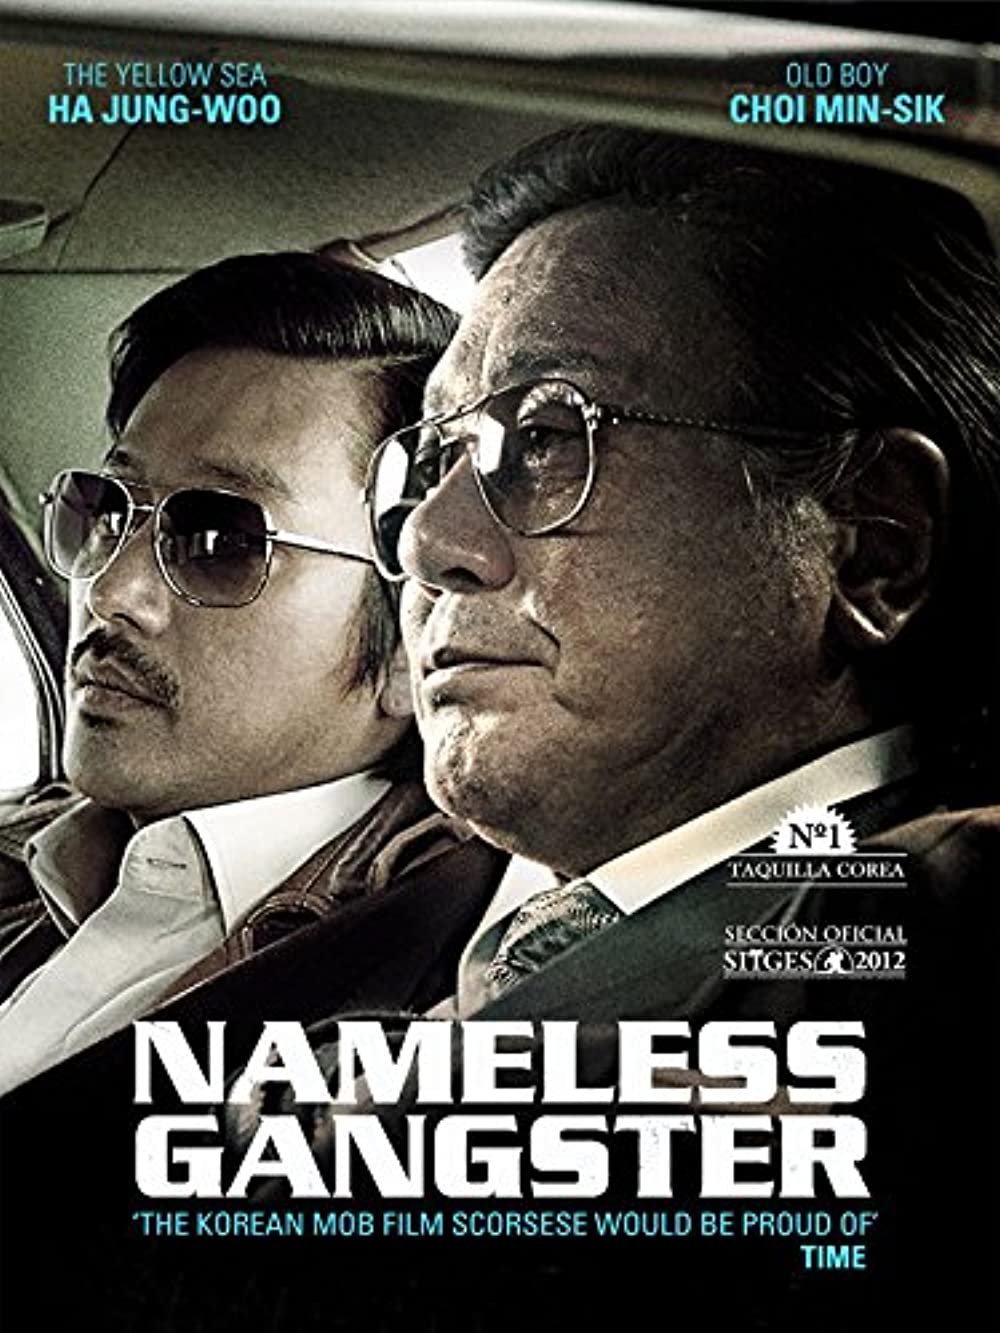 THE YELLOW SEA
HA JUNG-WOO
OLD BOY
CHOI MIN-SIK
Nº1
TAQUILLA COREA
SECCIÓN OFICIAL
SITGES 2012
NAMELESS
GANGSTER
'THE KOREAN MOB FILM SCORSESE WOULD BE PROUD OF'
TIME